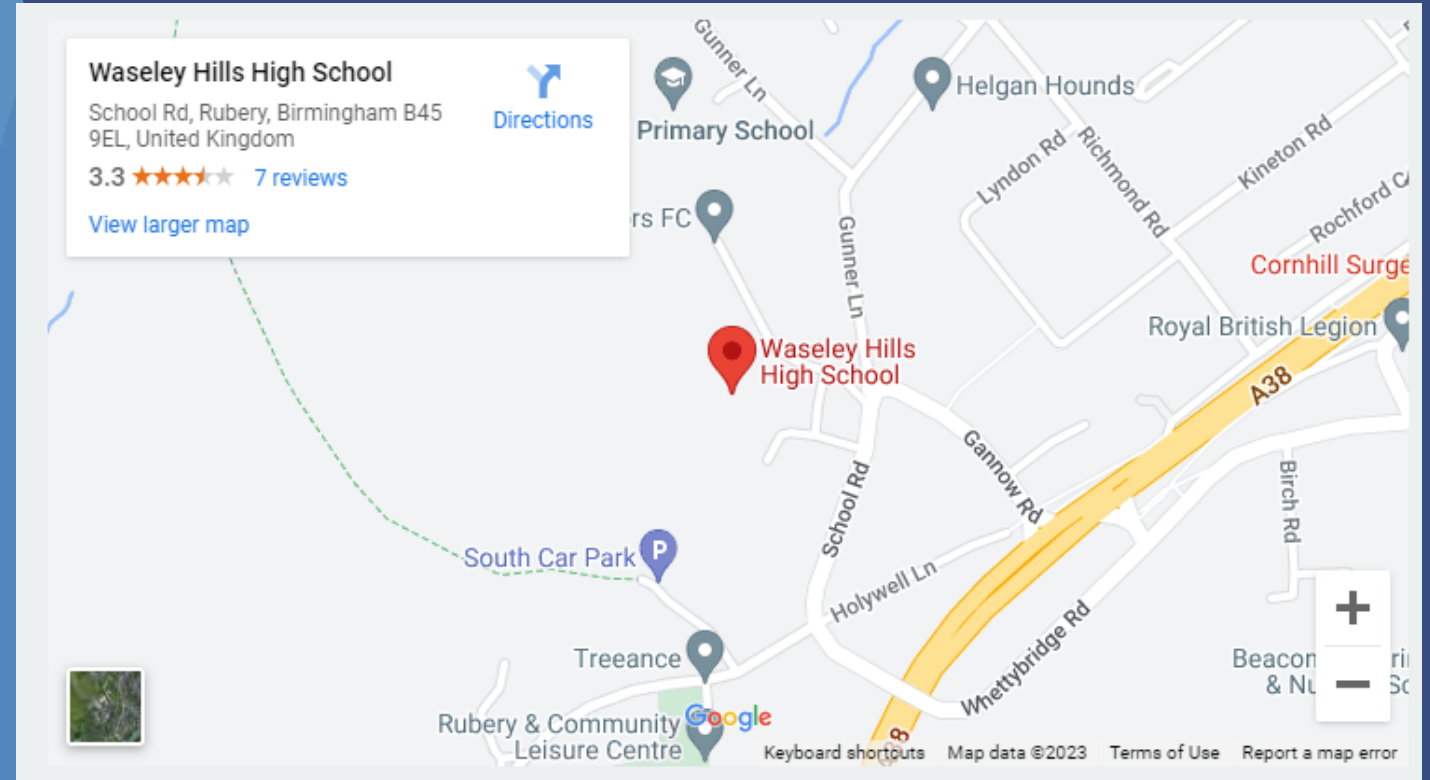 Waseley Hills High School
School Rd, Rubery, Birmingham B45
9EL, United Kingdom
3.3
7 reviews
View larger map
Directions
Gunner Ln
Primary School
Helgan Hounds
Lyndon Rd
Richmond Rd
Kineton Rd
Rochford
rs FC
Gunner Ln
Cornhill Surge
Royal British Legion
A38
Waseley Hills
High School
Gannow Rd
School Rd
Birch Rd
South Car Park
P
Holywell Ln
Whettybridge Rd
Treeance
Beacon
& Nu
Rubery & Community
Leisure Centre
Google
Keyboard shortcuts
Map data ©2023
Terms of Use
Report a map error